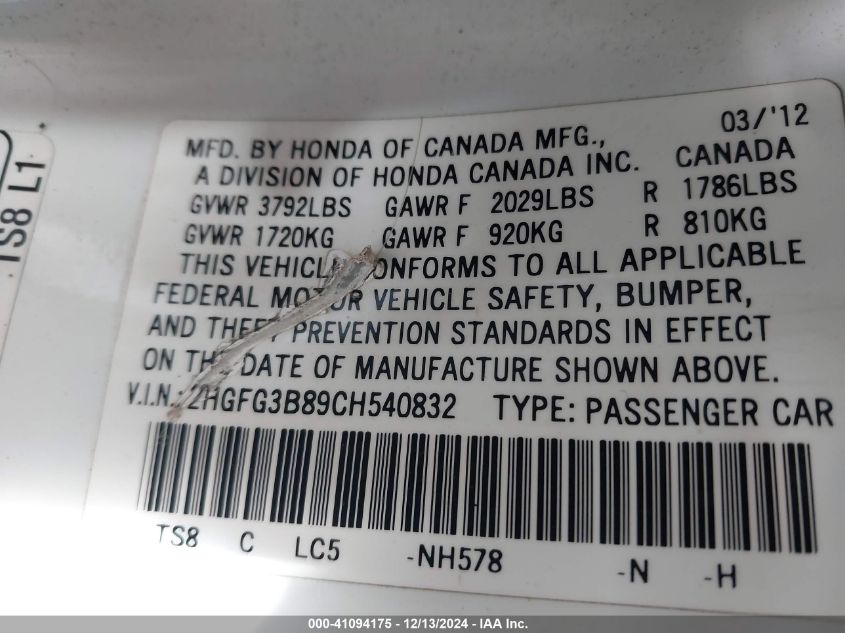 TS8 L1
03/'12
MFD. BY HONDA OF CANADA MFG.,
A DIVISION OF HONDA CANADA INC. CANADA
GVWR 3792LBS GAWR F 2029LBS R 1786LBS
GVWR 1720KG GAWR F 920KG R 810KG
THIS VEHICLE CONFORMS TO ALL APPLICABLE
FEDERAL MOTOR VEHICLE SAFETY, BUMPER,
AND THEFT PREVENTION STANDARDS IN EFFECT
ON THE DATE OF MANUFACTURE SHOWN ABOVE.
V.I.N.: 2HGFG3B89CH540832 TYPE: PASSENGER CAR
TS8 C LC5 -NH578 -N -H
000-41094175 - 12/13/2024 - IAA Inc.